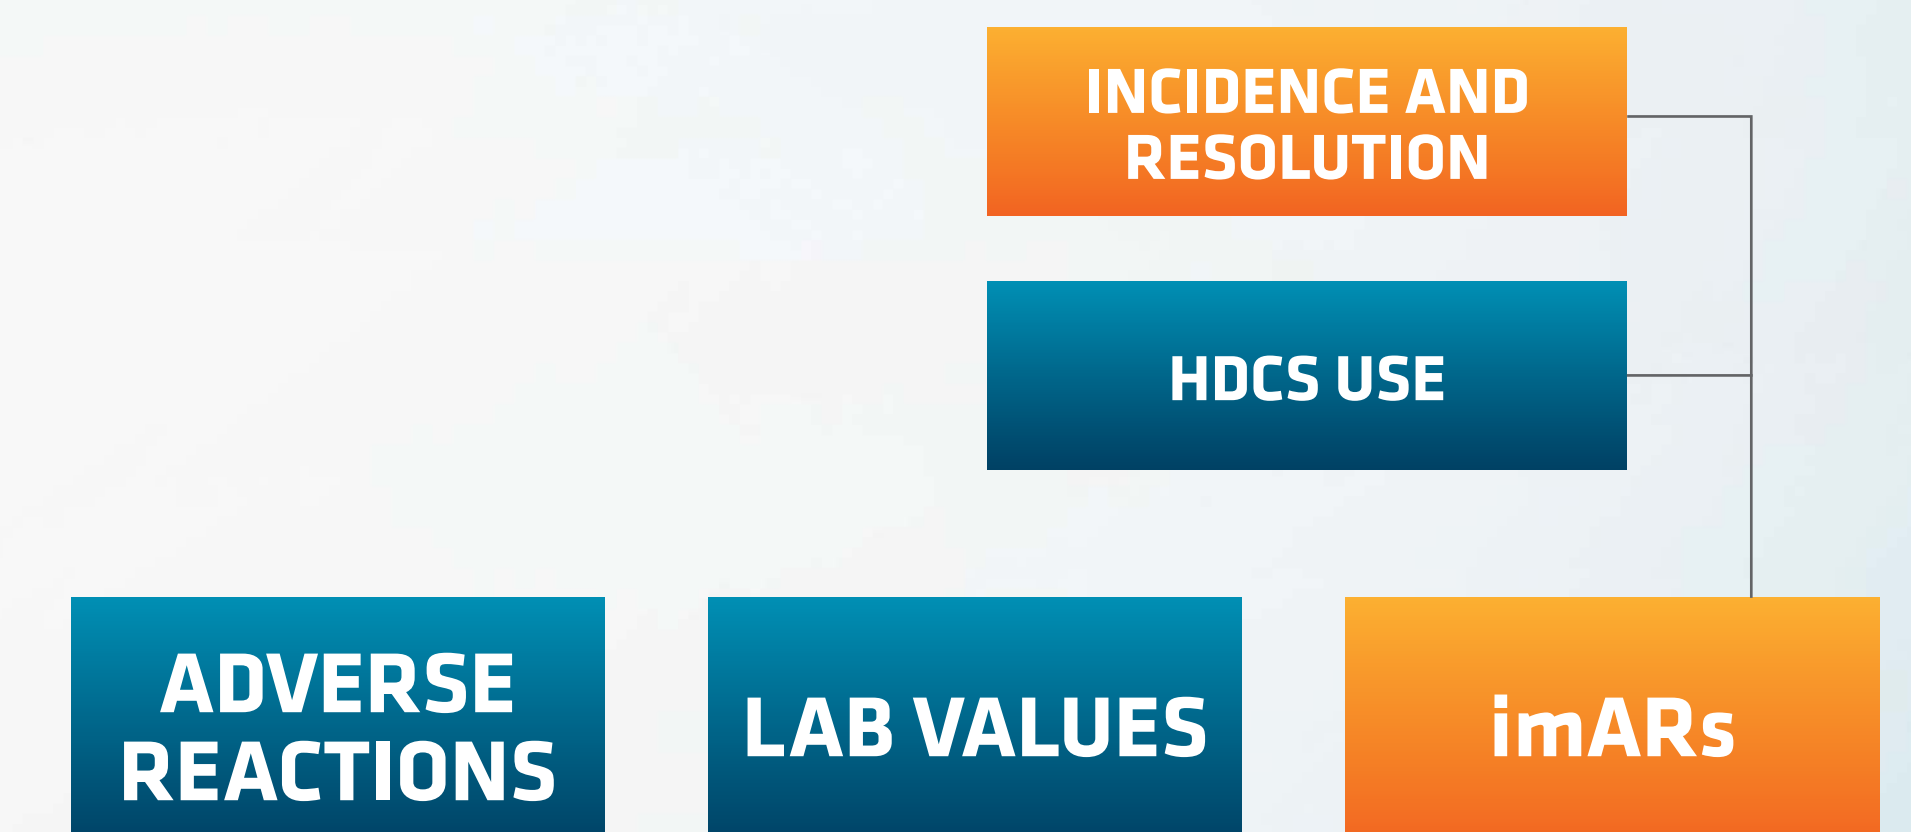 INCIDENCE AND
RESOLUTION
HDCS USE
ADVERSE
REACTIONS
LAB VALUES
imARs